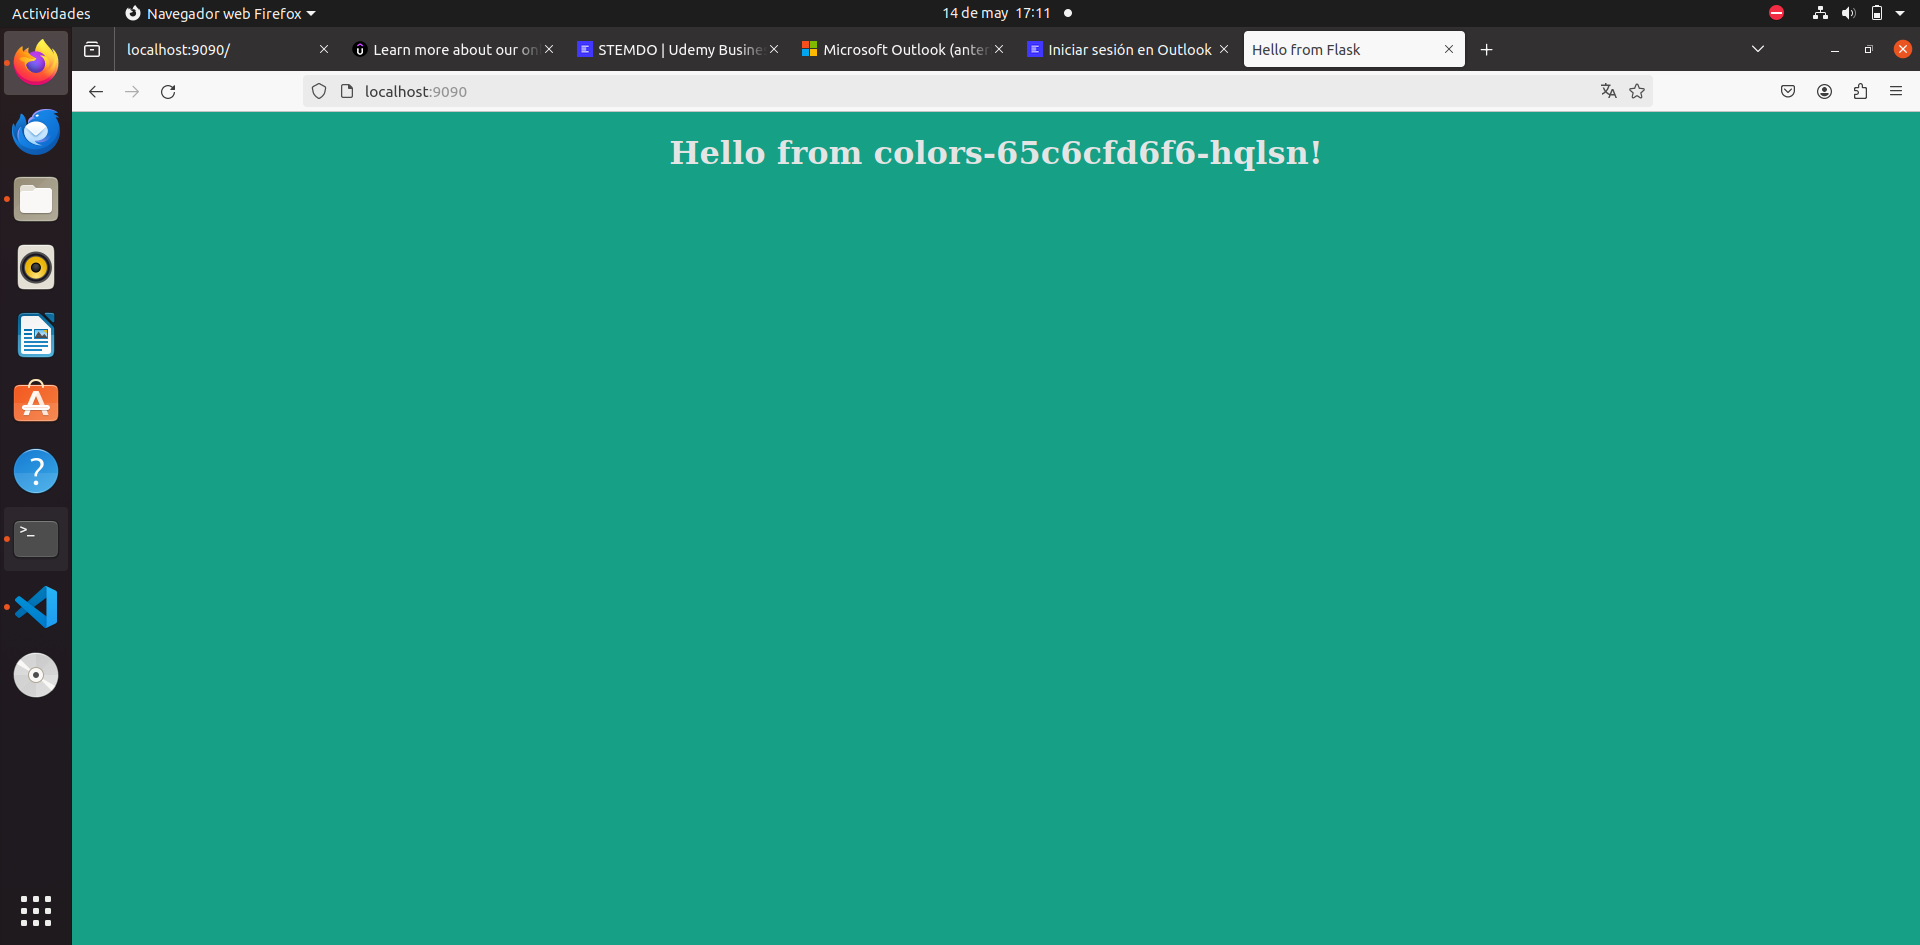 Actividades
Navegador web Firefox
14 de may 17:11
localhost:9090/
Learn more about our on
STEMDO | Udemy Busine
Microsoft Outlook (anter
Iniciar sesión en Outlook
Hello from Flask
localhost:9090
Hello from colors-65c6cfd6f6-hqlsn!